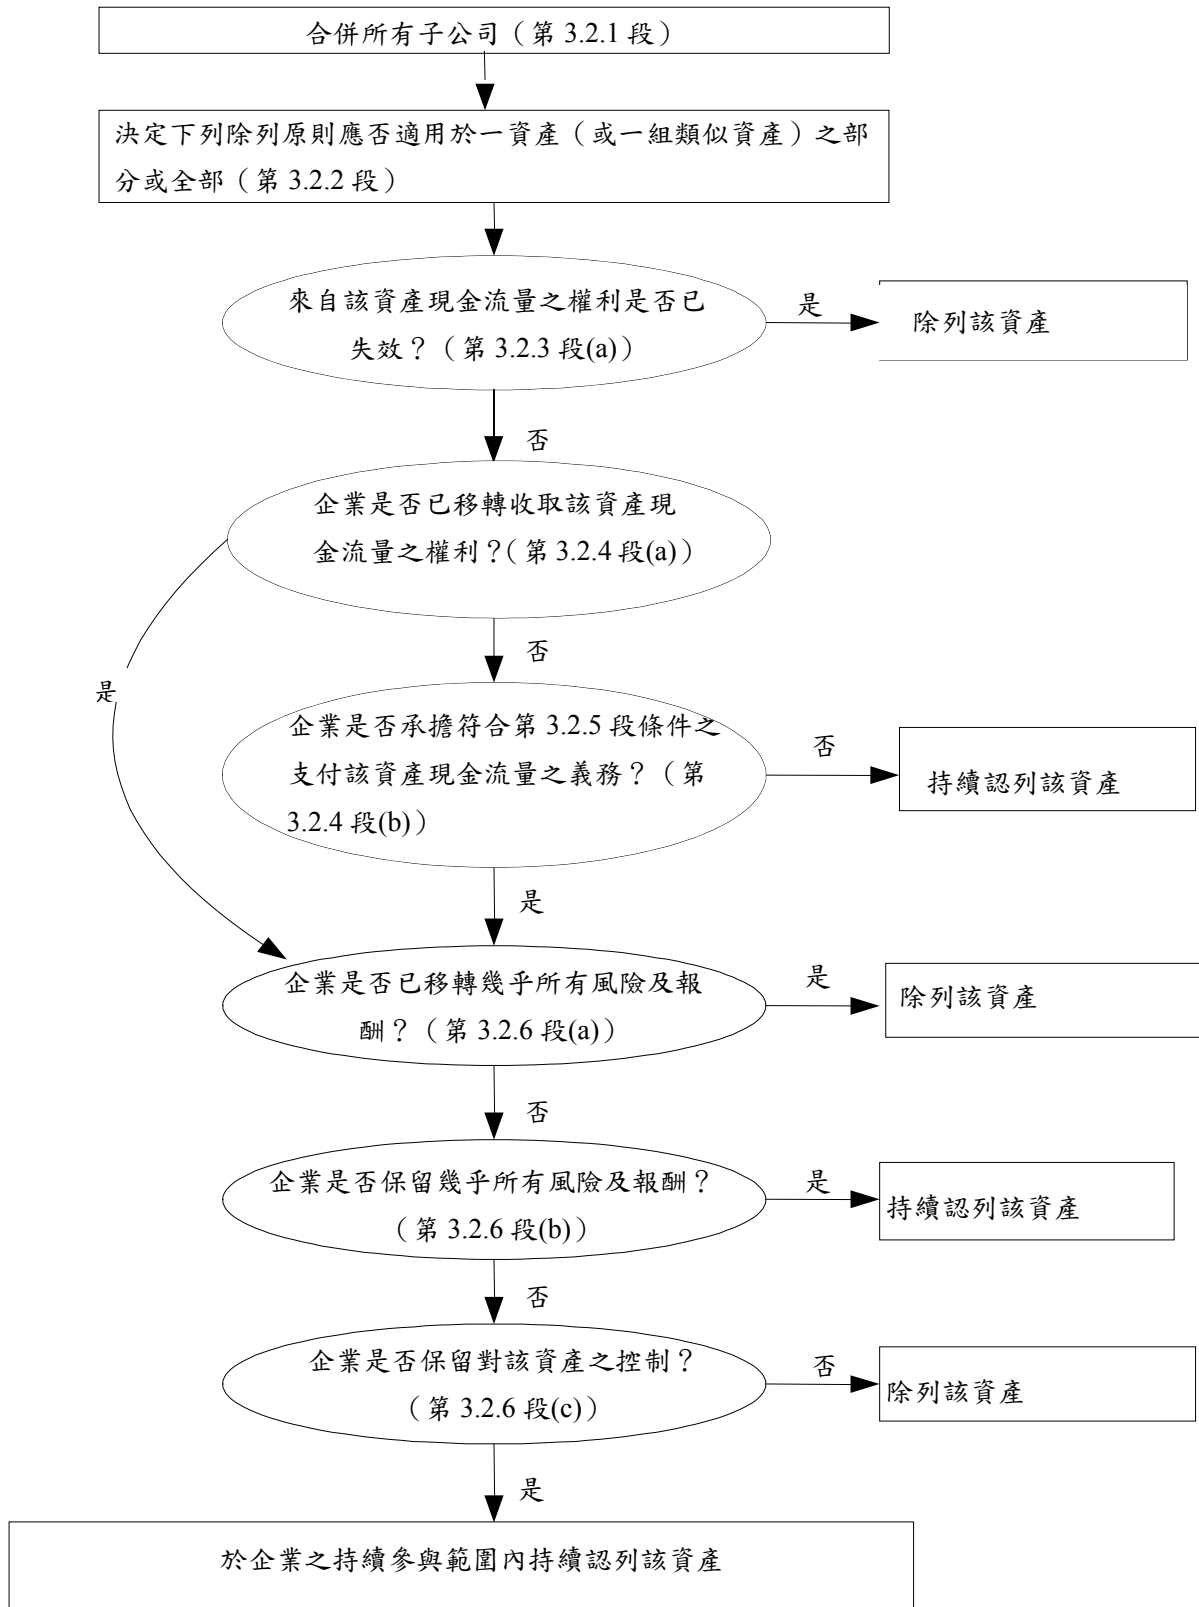 合併所有子公司（第 3.2.1 段）
決定下列除列原則應否適用於一資產（或一組類似資產）之部
分或全部（第 3.2.2 段）
來自該資產現金流量之權利是否已
失效？（第 3.2.3 段(a)）
是
除列該資產
否
企業是否已移轉收取該資產現
金流量之權利？（第 3.2.4 段(a)）
是
否
企業是否承擔符合第 3.2.5 段條件之
支付該資產現金流量之義務？（第
3.2.4 段(b)）
否
持續認列該資產
是
企業是否已移轉幾乎所有風險及報
酬？（第 3.2.6 段(a)）
是
除列該資產
否
企業是否保留幾乎所有風險及報酬？
（第 3.2.6 段(b)）
是
持續認列該資產
否
企業是否保留對該資產之控制？
（第 3.2.6 段(c)）
否
除列該資產
是
於企業之持續參與範圍內持續認列該資產